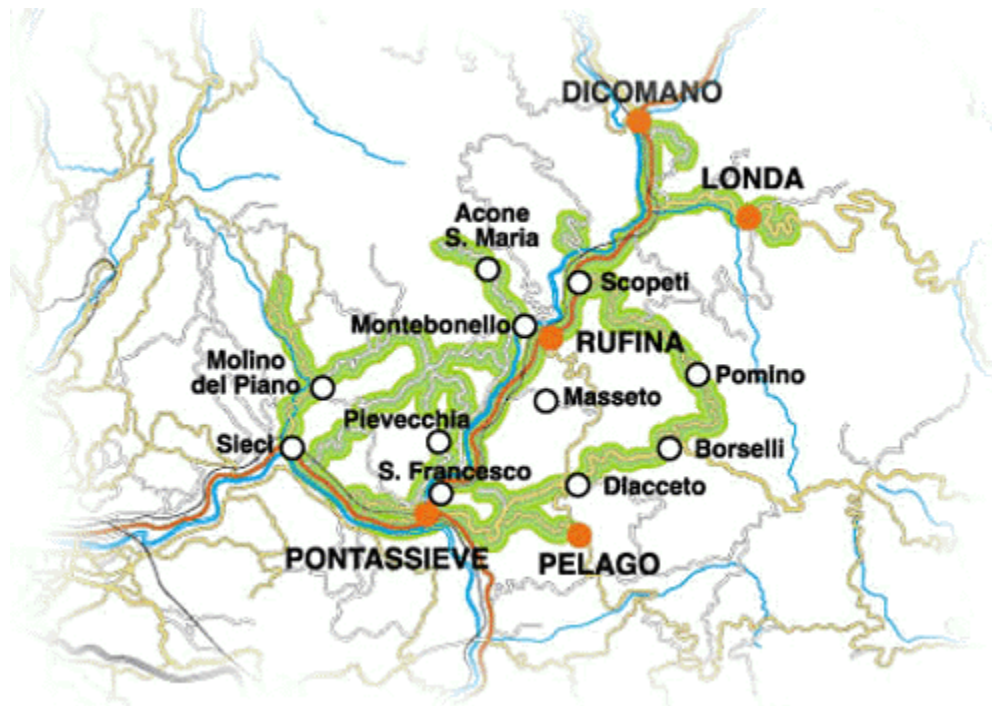 DICOMANO
LONDA
Acone
S. Maria
Scopeti
Montebonello
RUFINA
Molino
del Piano
Pomino
Masseto
Pievecchia
Sieci
Borselli
S. Francesco
Diacceto
PONTASSIEVE
PELAGO